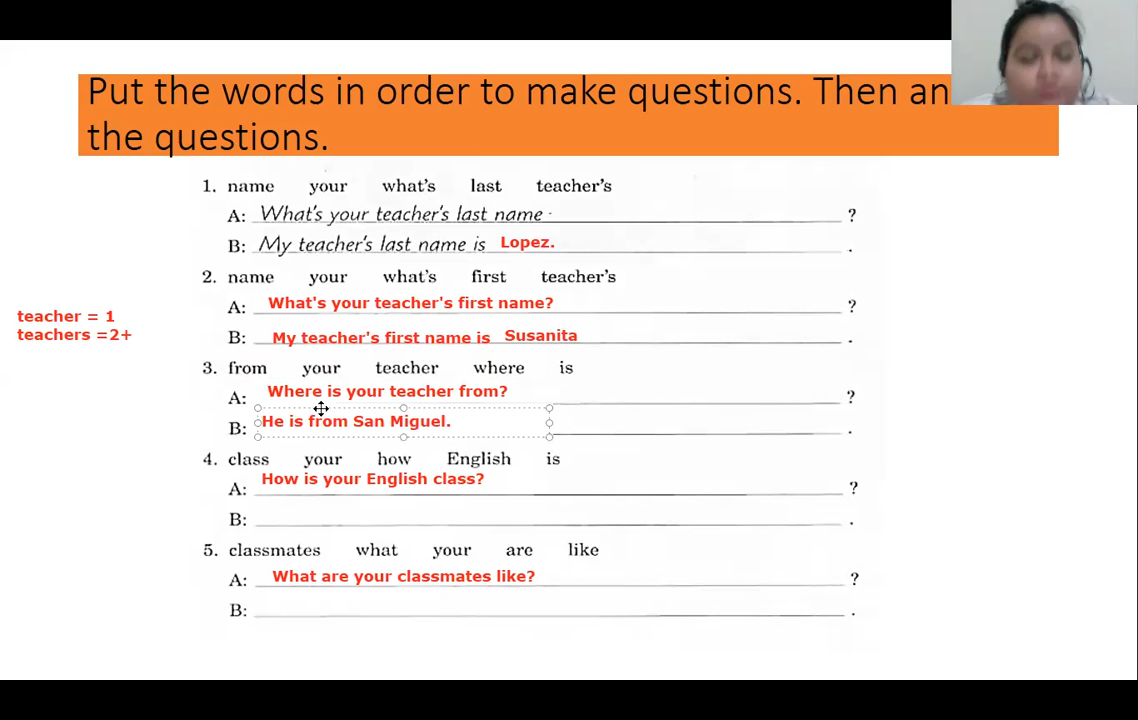 Put the words in order to make questions. Then an
the questions.
1. name your what's last teacher's
A: What's your teacher's last name ?
B: My teacher's last name is Lopez. .
2. name your what's first teacher's
A: What's your teacher's first name? ?
B: My teacher's first name is Susanita .
teacher = 1
teachers =2+
3. from your teacher where is
A: Where is your teacher from? ?
B: He is from San Miguel. .
4. class your how English is
A: How is your English class? ?
B: .
5. classmates what your are like
A: What are your classmates like? ?
B: .